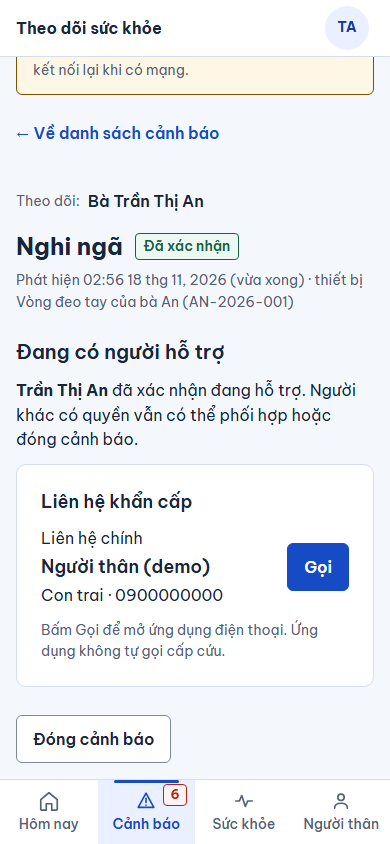 Theo dõi sức khỏe
TA
kết nối lại khi có mạng.
← Về danh sách cảnh báo
Theo dõi: Bà Trần Thị An
Nghi ngã Đã xác nhận
Phát hiện 02:56 18 thg 11, 2026 (vừa xong) · thiết bị
Vòng đeo tay của bà An (AN-2026-001)
Đang có người hỗ trợ
Trần Thị An đã xác nhận đang hỗ trợ. Người
khác có quyền vẫn có thể phối hợp hoặc
đóng cảnh báo.
Liên hệ khẩn cấp
Liên hệ chính
Người thân (demo)
Con trai · 0900000000
Gọi
Bấm Gọi để mở ứng dụng điện thoại. Ứng
dụng không tự gọi cấp cứu.
Đóng cảnh báo
6
Hôm nay Cảnh báo Sức khỏe Người thân